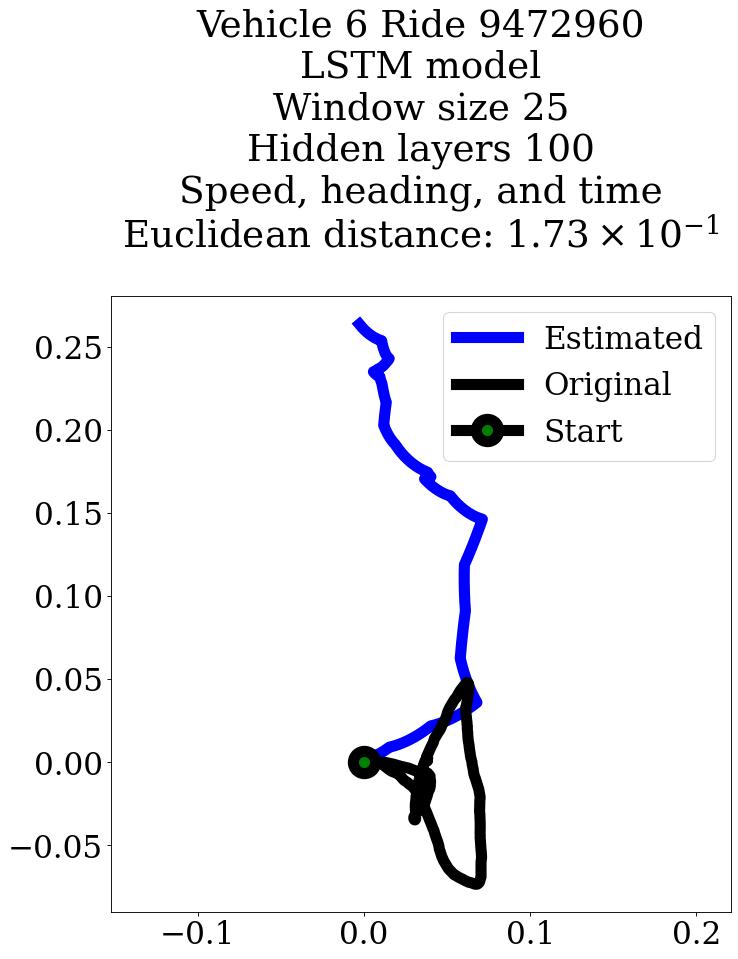 Vehicle 6 Ride 9472960
LSTM model
Window size 25
Hidden layers 100
Speed, heading, and time
Euclidean distance: 1.73 × 10⁻¹
Estimated
Original
Start
0.25
0.20
0.15
0.10
0.05
0.00
−0.05
−0.1 0.0 0.1 0.2